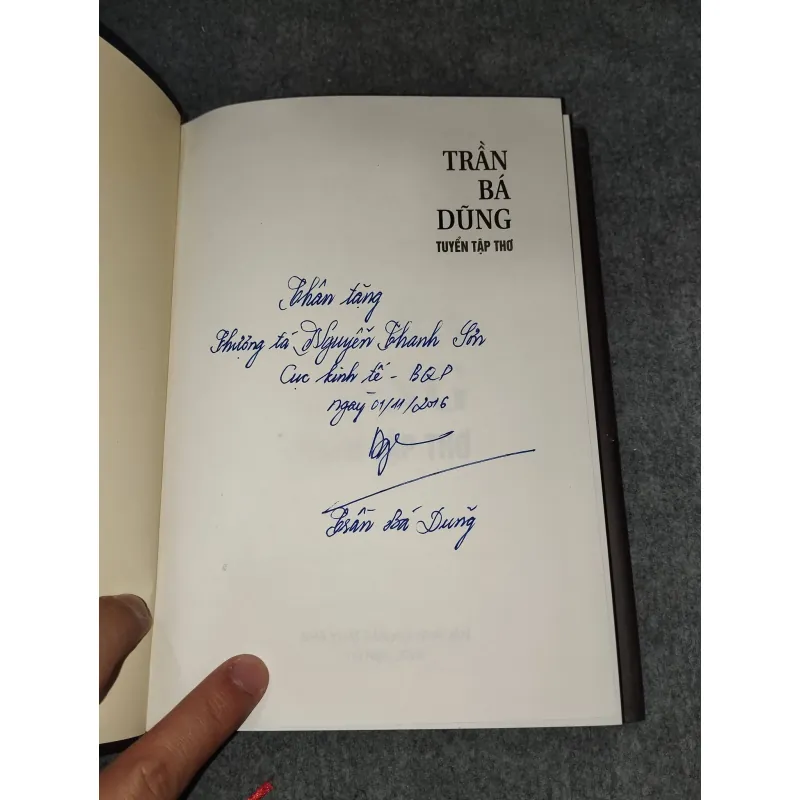 TRẦN
BÁ
DŨNG
TUYỂN TẬP THƠ
Thân tặng
Thượng tá Nguyễn Thanh Sơn
Cục kinh tế - BQP
ngày 01/11/2016
Trần Bá Dũng